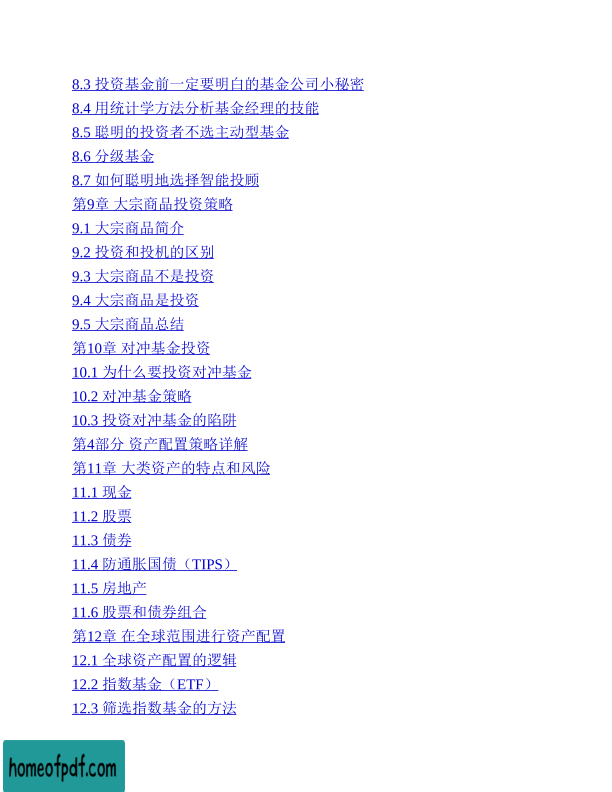 8.3 投资基金前一定要明白的基金公司小秘密
8.4 用统计学方法分析基金经理的技能
8.5 聪明的投资者不选主动型基金
8.6 分级基金
8.7 如何聪明地选择智能投顾
第9章 大宗商品投资策略
9.1 大宗商品简介
9.2 投资和投机的区别
9.3 大宗商品不是投资
9.4 大宗商品是投资
9.5 大宗商品总结
第10章 对冲基金投资
10.1 为什么要投资对冲基金
10.2 对冲基金策略
10.3 投资对冲基金的陷阱
第4部分 资产配置策略详解
第11章 大类资产的特点和风险
11.1 现金
11.2 股票
11.3 债券
11.4 防通胀国债（TIPS）
11.5 房地产
11.6 股票和债券组合
第12章 在全球范围进行资产配置
12.1 全球资产配置的逻辑
12.2 指数基金（ETF）
12.3 筛选指数基金的方法
homeofpdf.com